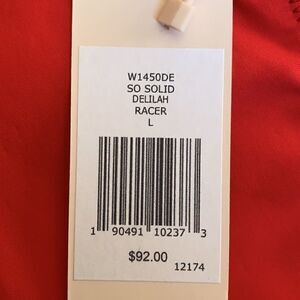 W1450DE
SO SOLID
DELILAH
RACER
L
1 90491 10237 3
$92.00
12174